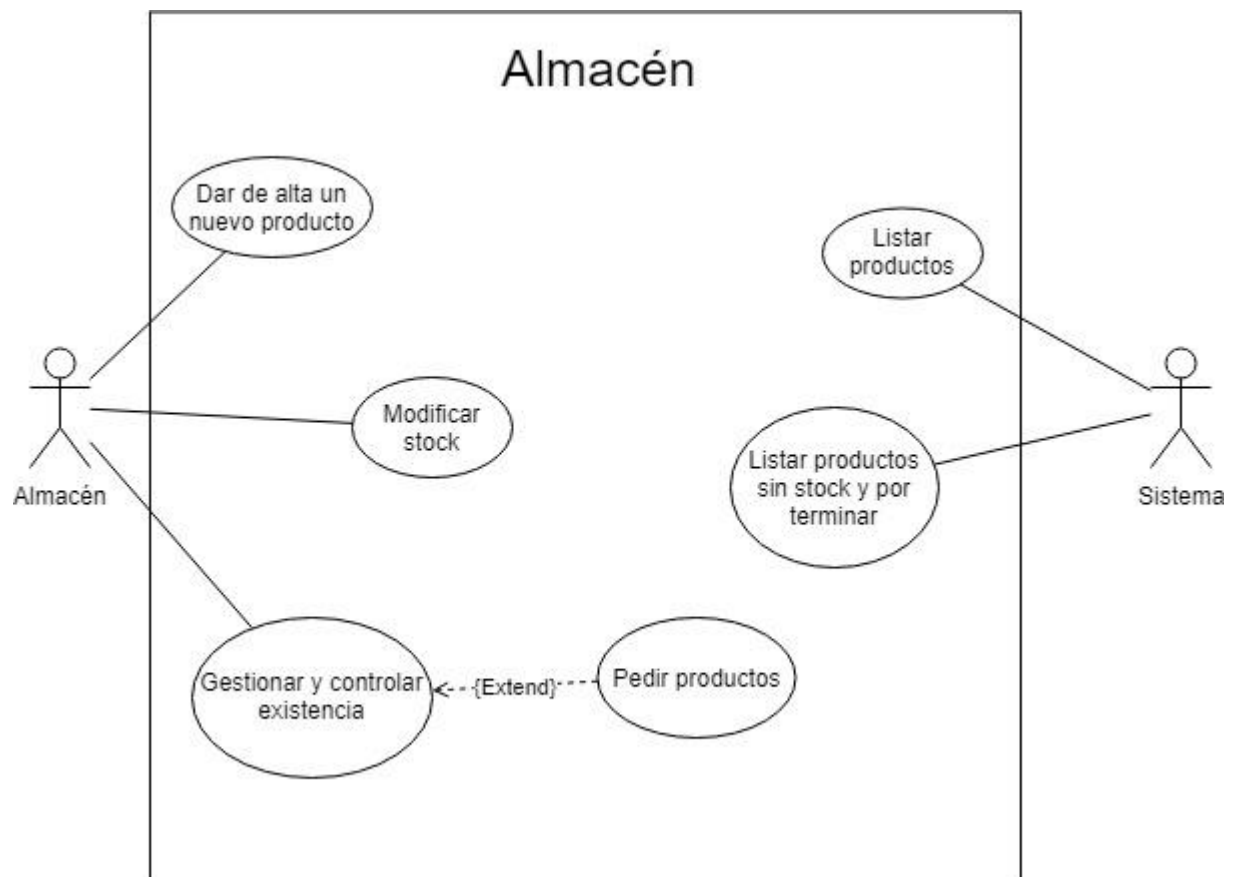 Almacén
Dar de alta un
nuevo producto
Listar
productos
Modificar
stock
Almacén
Listar productos
sin stock y por
terminar
Sistema
Gestionar y controlar
existencia
{Extend}
Pedir productos